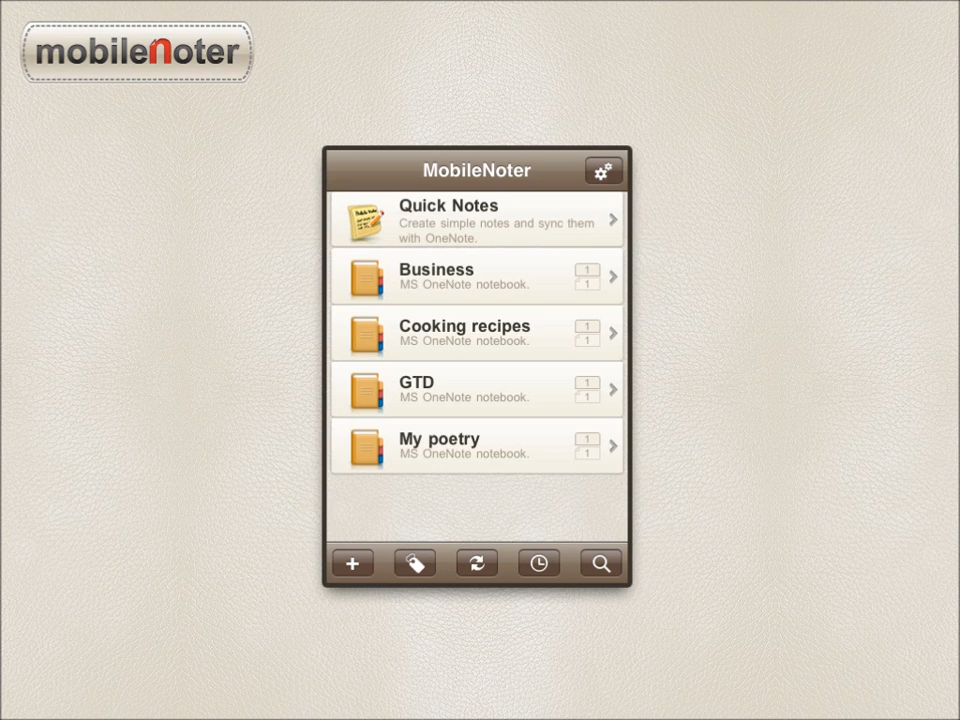 mobilenoter
MobileNoter
Quick Notes
Create simple notes and sync them
with OneNote.
Business
MS OneNote notebook.
1
1
Cooking recipes
MS OneNote notebook.
1
1
GTD
MS OneNote notebook.
1
1
My poetry
MS OneNote notebook.
1
1